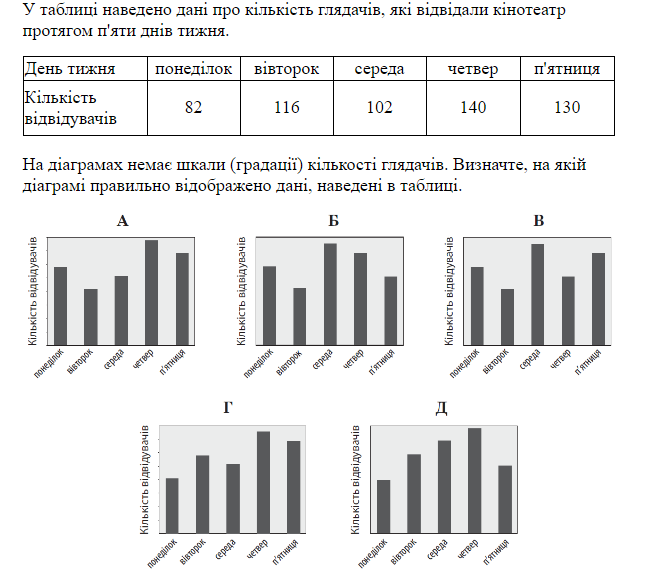 У таблиці наведено дані про кількість глядачів, які відвідали кінотеатр
протягом п'яти днів тижня.
День тижня понеділок вівторок середа четвер п'ятниця
Кількість
відвідувачів 82 116 102 140 130
На діаграмах немає шкали (градації) кількості глядачів. Визначте, на якій
діаграмі правильно відображено дані, наведені в таблиці.
А Б В
Кількість відвідувачів
понеділок вівторок середа четвер п'ятниця
Кількість відвідувачів
понеділок вівторок середа четвер п'ятниця
Кількість відвідувачів
понеділок вівторок середа четвер п'ятниця
Г Д
Кількість відвідувачів
понеділок вівторок середа четвер п'ятниця
Кількість відвідувачів
понеділок вівторок середа четвер п'ятниця